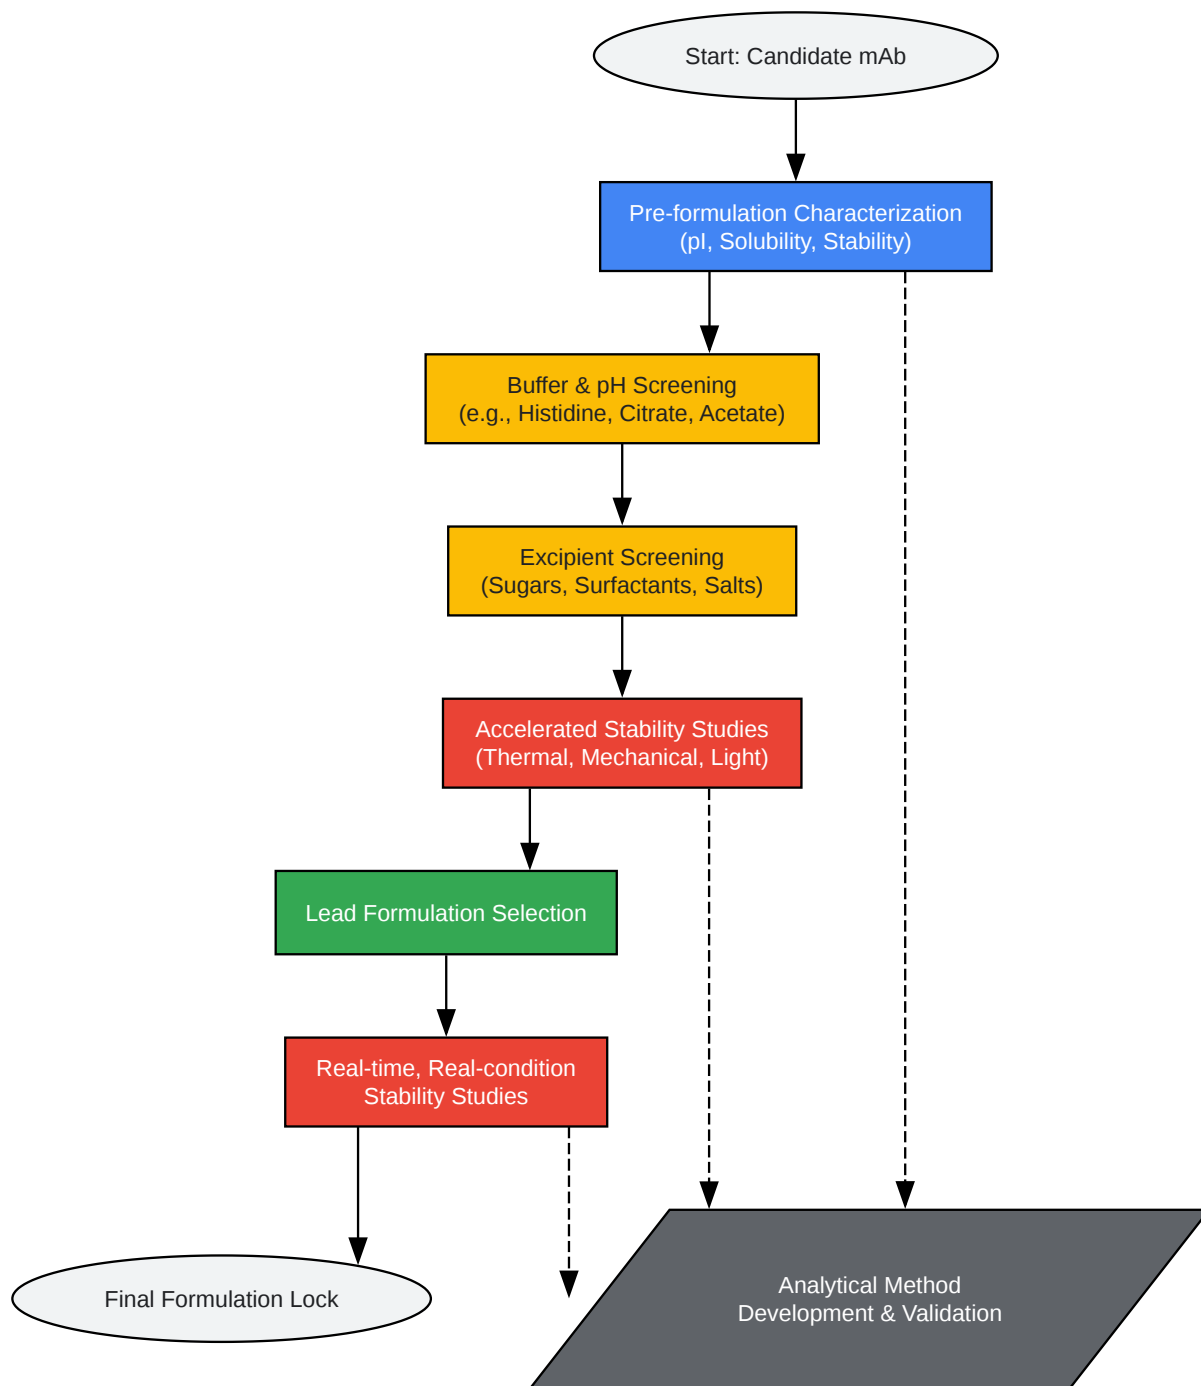 Start: Candidate mAb
Pre-formulation Characterization
(pI, Solubility, Stability)
Buffer & pH Screening
(e.g., Histidine, Citrate, Acetate)
Excipient Screening
(Sugars, Surfactants, Salts)
Accelerated Stability Studies
(Thermal, Mechanical, Light)
Lead Formulation Selection
Real-time, Real-condition
Stability Studies
Final Formulation Lock
Analytical Method
Development & Validation